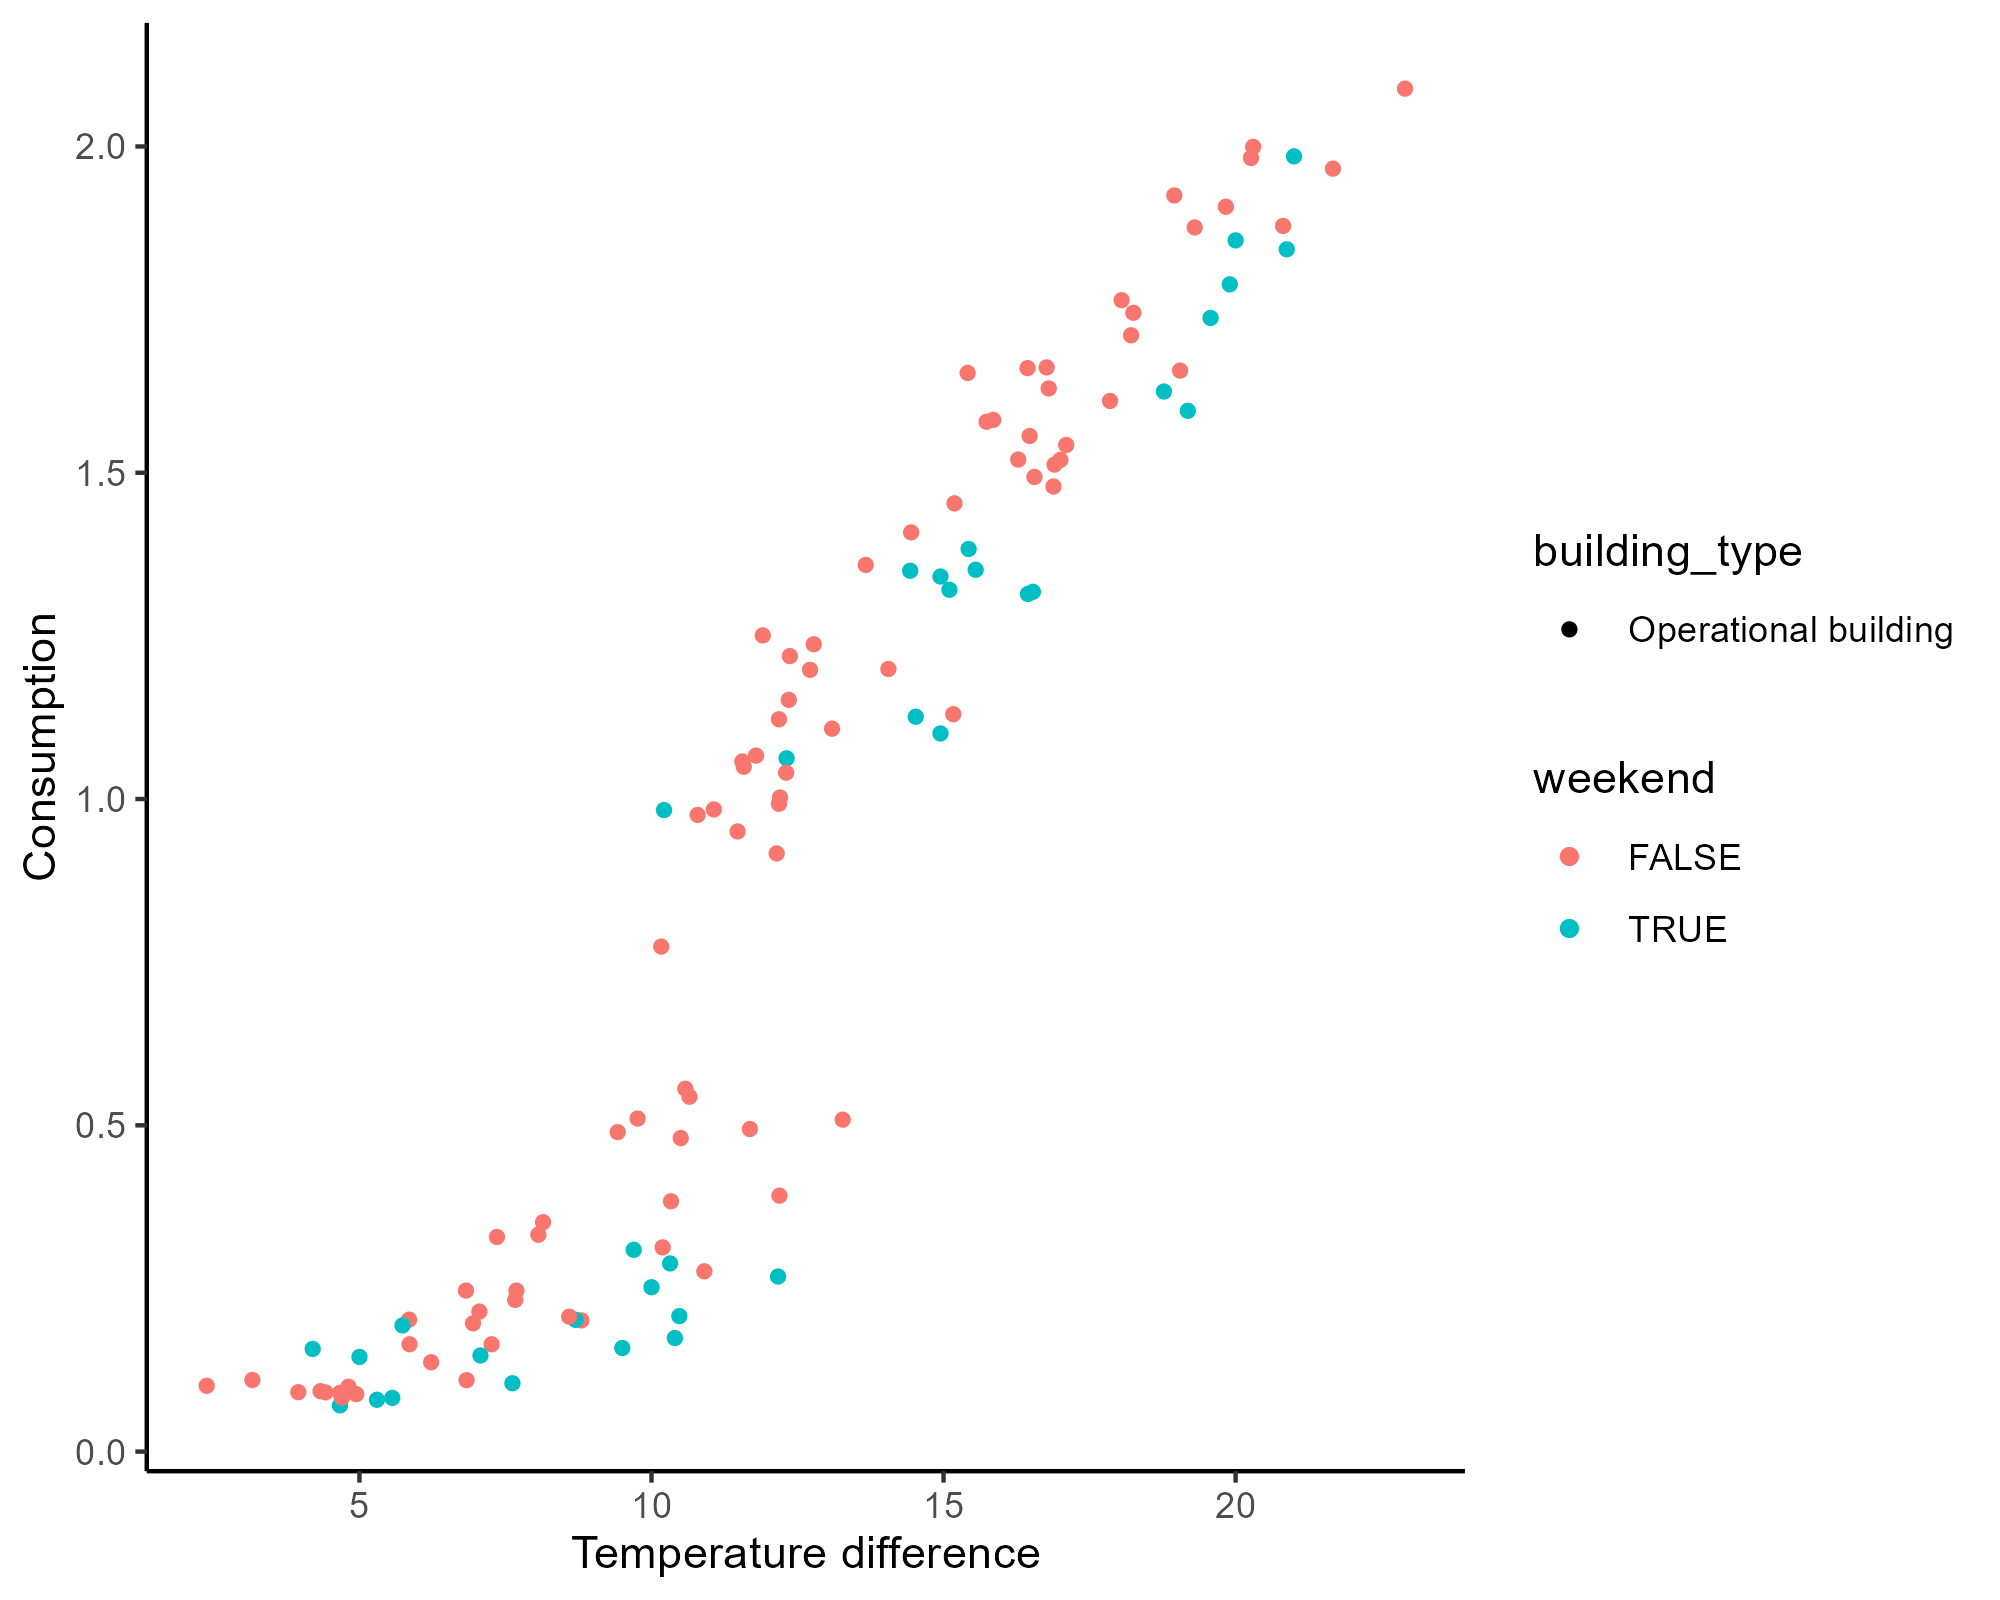 2.0
1.5
1.0
0.5
0.0
Consumption
5 10 15 20
Temperature difference
building_type
Operational building
weekend
FALSE
TRUE